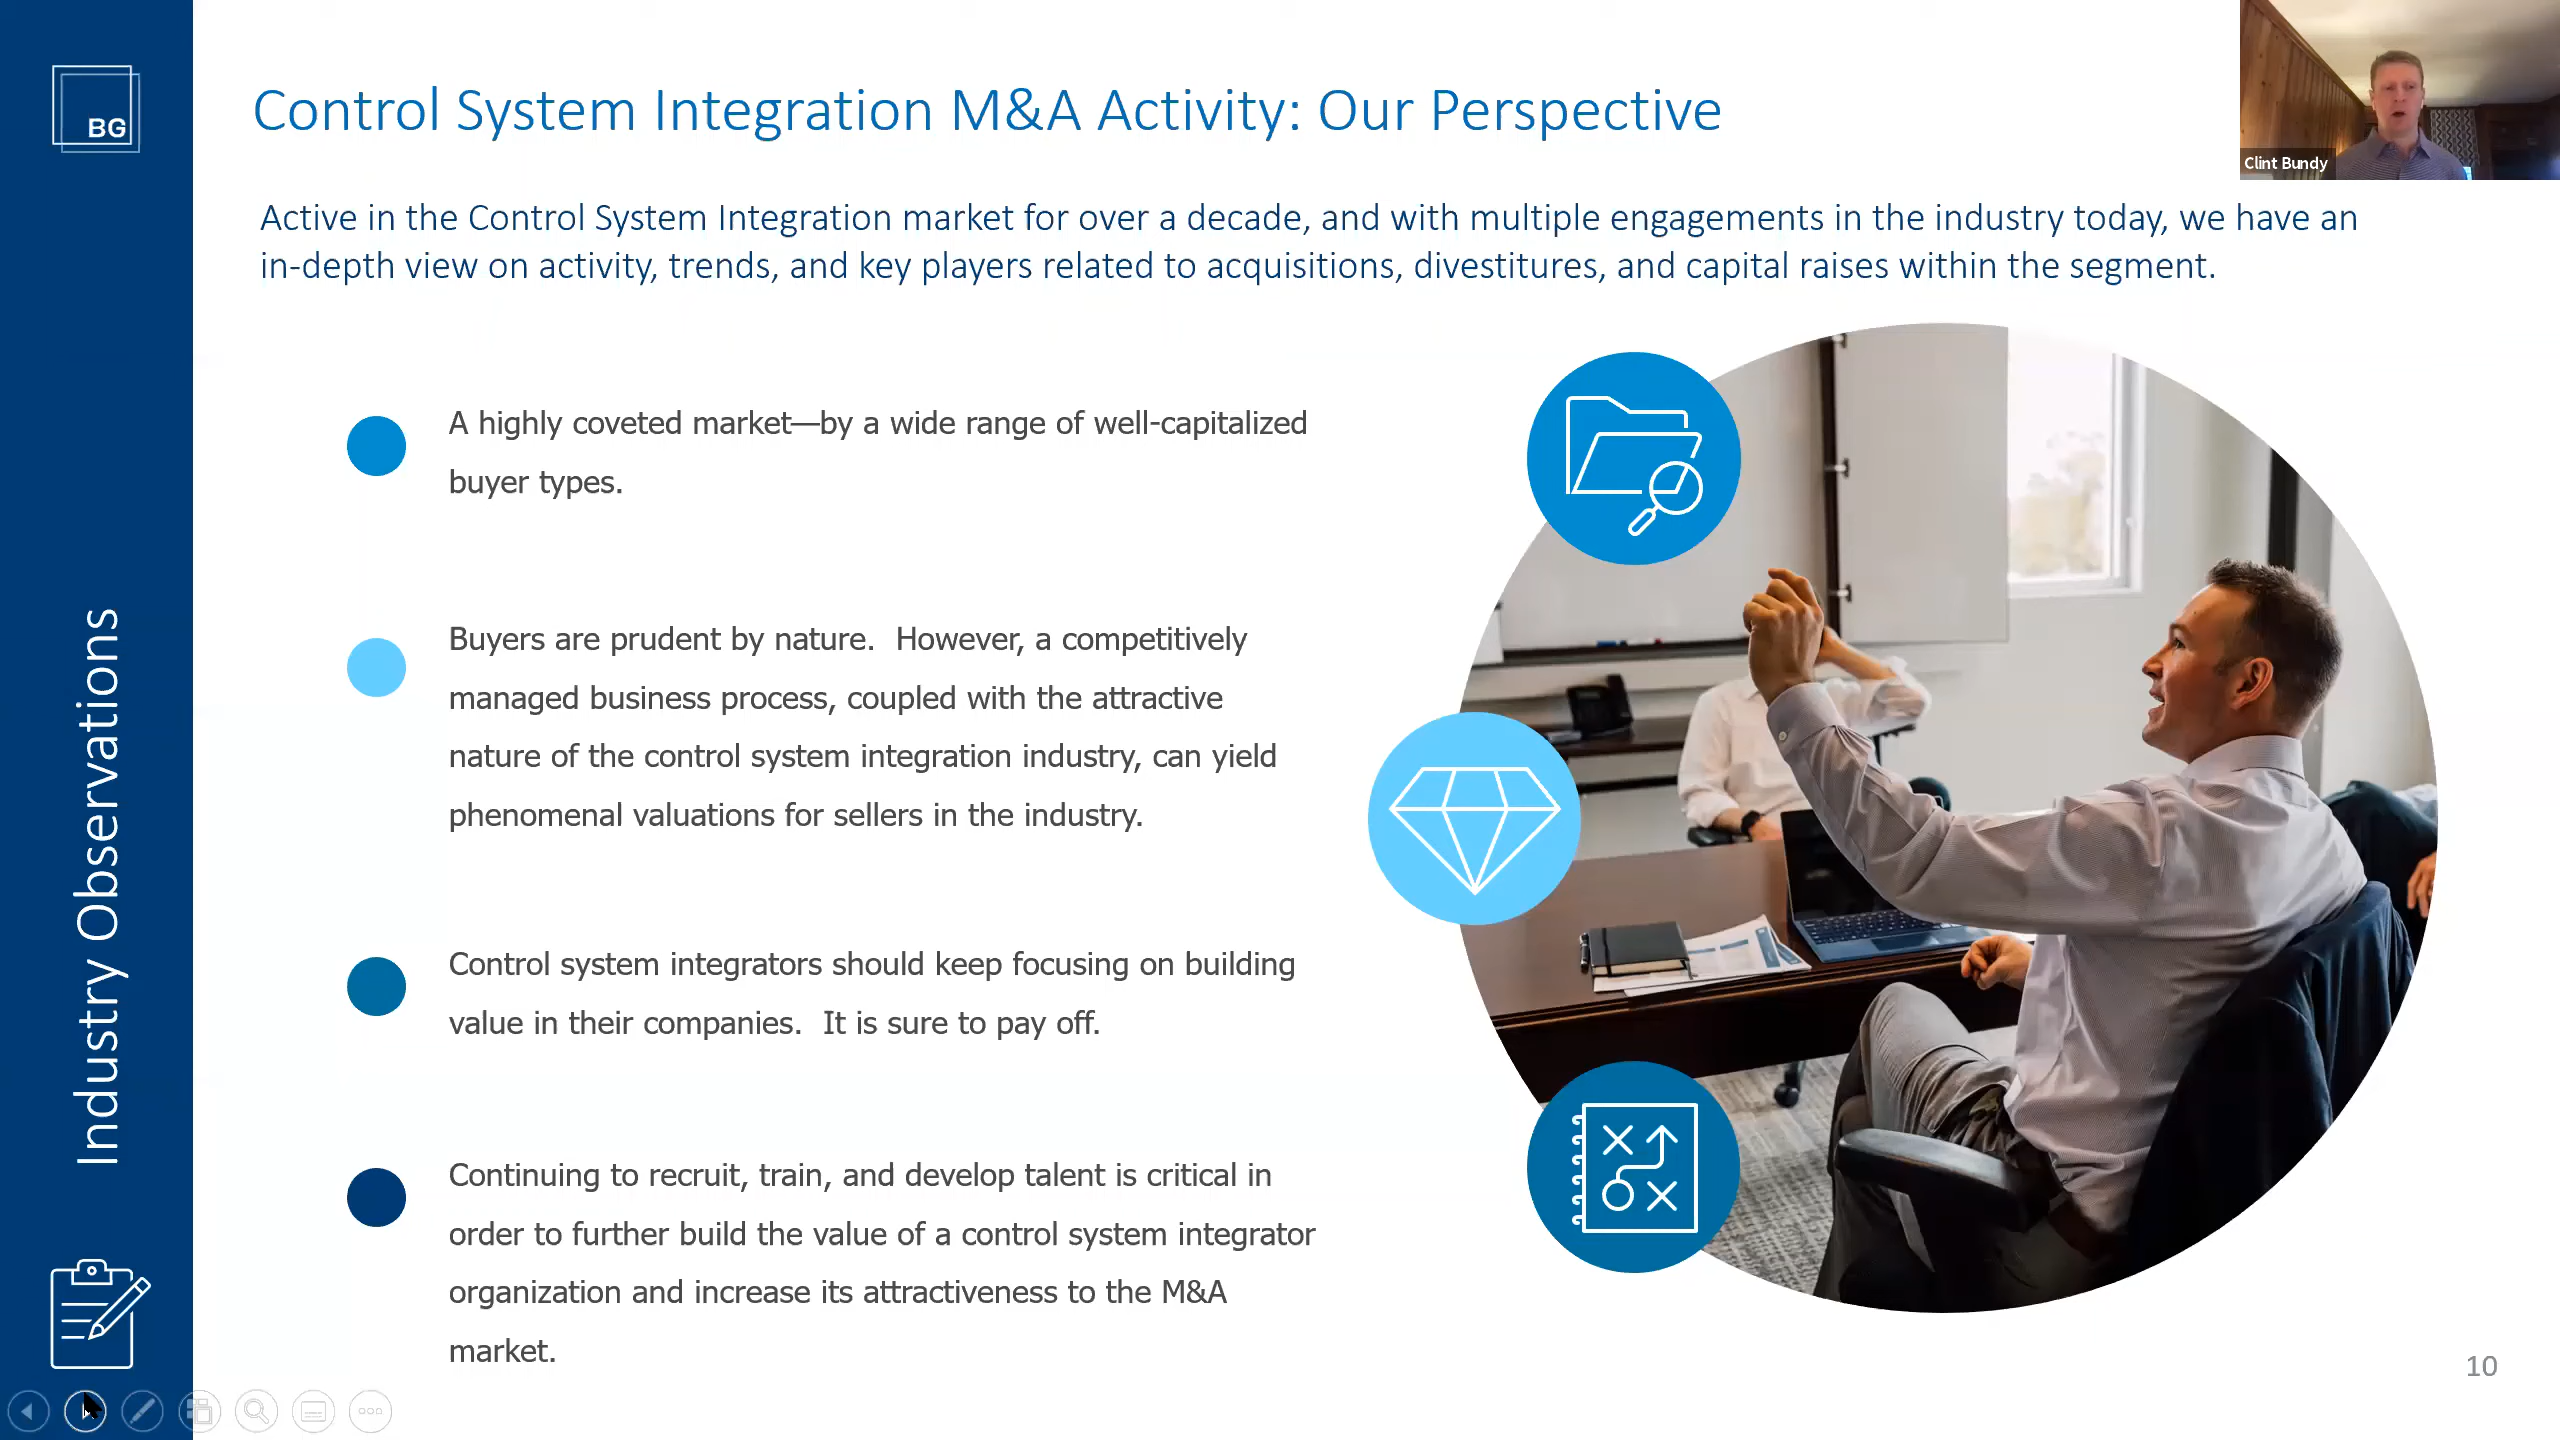 BG
Control System Integration M&A Activity: Our Perspective
Clint Bundy
Active in the Control System Integration market for over a decade, and with multiple engagements in the industry today, we have an
in-depth view on activity, trends, and key players related to acquisitions, divestitures, and capital raises within the segment.
A highly coveted market—by a wide range of well-capitalized
buyer types.
Buyers are prudent by nature.  However, a competitively
managed business process, coupled with the attractive
nature of the control system integration industry, can yield
phenomenal valuations for sellers in the industry.
Control system integrators should keep focusing on building
value in their companies.  It is sure to pay off.
Continuing to recruit, train, and develop talent is critical in
order to further build the value of a control system integrator
organization and increase its attractiveness to the M&A
market.
Industry Observations
10